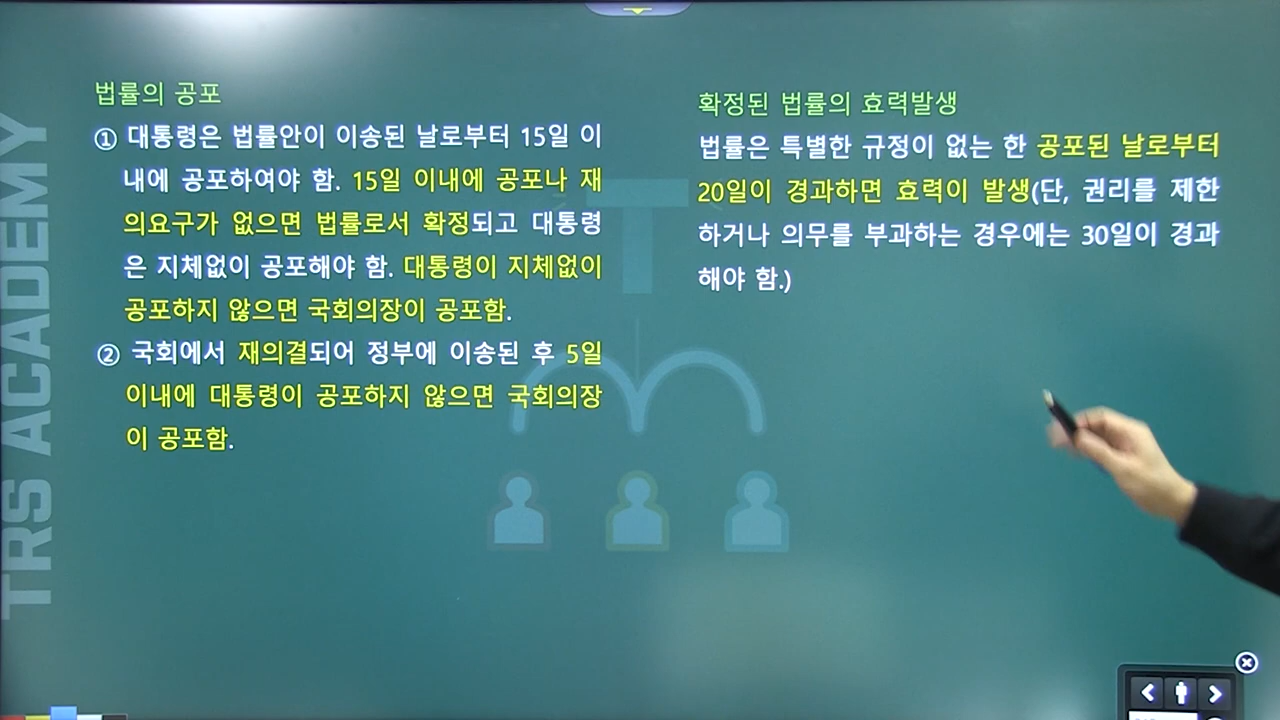 TRS ACADEMY
법률의 공포
① 대통령은 법률안이 이송된 날로부터 15일 이
내에 공포하여야 함. 15일 이내에 공포나 재
의요구가 없으면 법률로서 확정되고 대통령
은 지체없이 공포해야 함. 대통령이 지체없이
공포하지 않으면 국회의장이 공포함.
② 국회에서 재의결되어 정부에 이송된 후 5일
이내에 대통령이 공포하지 않으면 국회의장
이 공포함.
확정된 법률의 효력발생
법률은 특별한 규정이 없는 한 공포된 날로부터
20일이 경과하면 효력이 발생(단, 권리를 제한
하거나 의무를 부과하는 경우에는 30일이 경과
해야 함.)